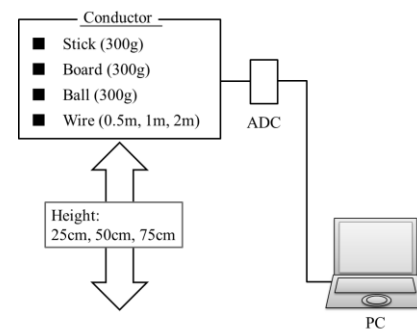 Conductor
■ Stick (300g)
■ Board (300g)
■ Ball (300g)
■ Wire (0.5m, 1m, 2m)
ADC
Height:
25cm, 50cm, 75cm
PC